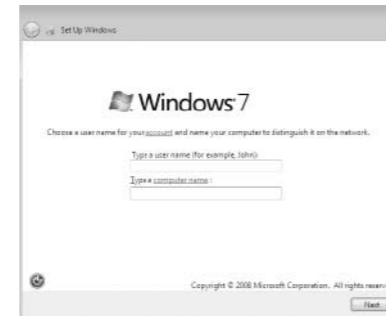 Set Up Windows
Windows 7
Choose a user name for your account and name your computer to distinguish it on the network.
Type a user name (for example, John):
Type a computer name :
Copyright © 2008 Microsoft Corporation. All rights reserv
Next